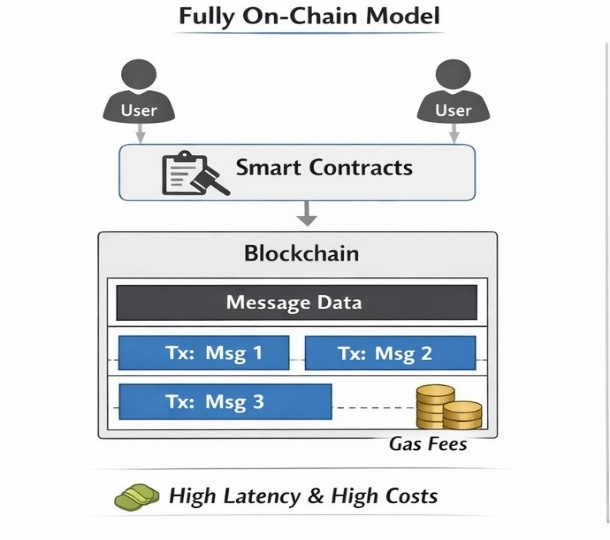 Fully On-Chain Model
User
User
Smart Contracts
Blockchain
Message Data
Tx: Msg 1
Tx: Msg 2
Tx: Msg 3
Gas Fees
High Latency & High Costs